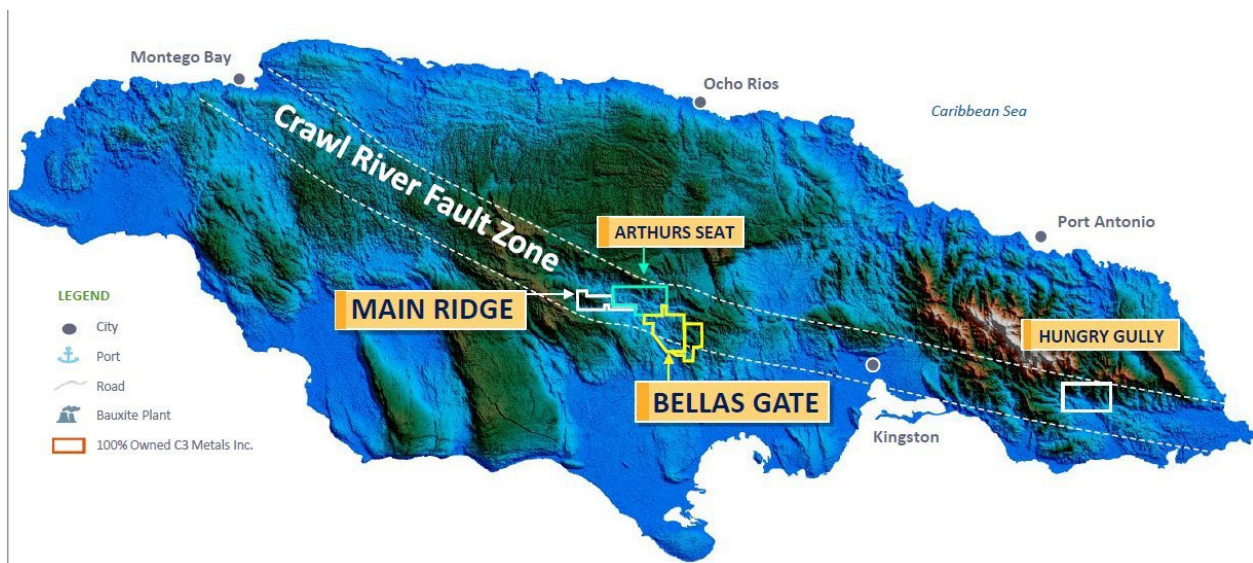 Montego Bay
Ocho Rios
Caribbean Sea
Crawl River Fault Zone
ARTHURS SEAT
Port Antonio
MAIN RIDGE
HUNGRY GULLY
BELLAS GATE
Kingston
LEGEND
City
Port
Road
Bauxite Plant
100% Owned C3 Metals Inc.